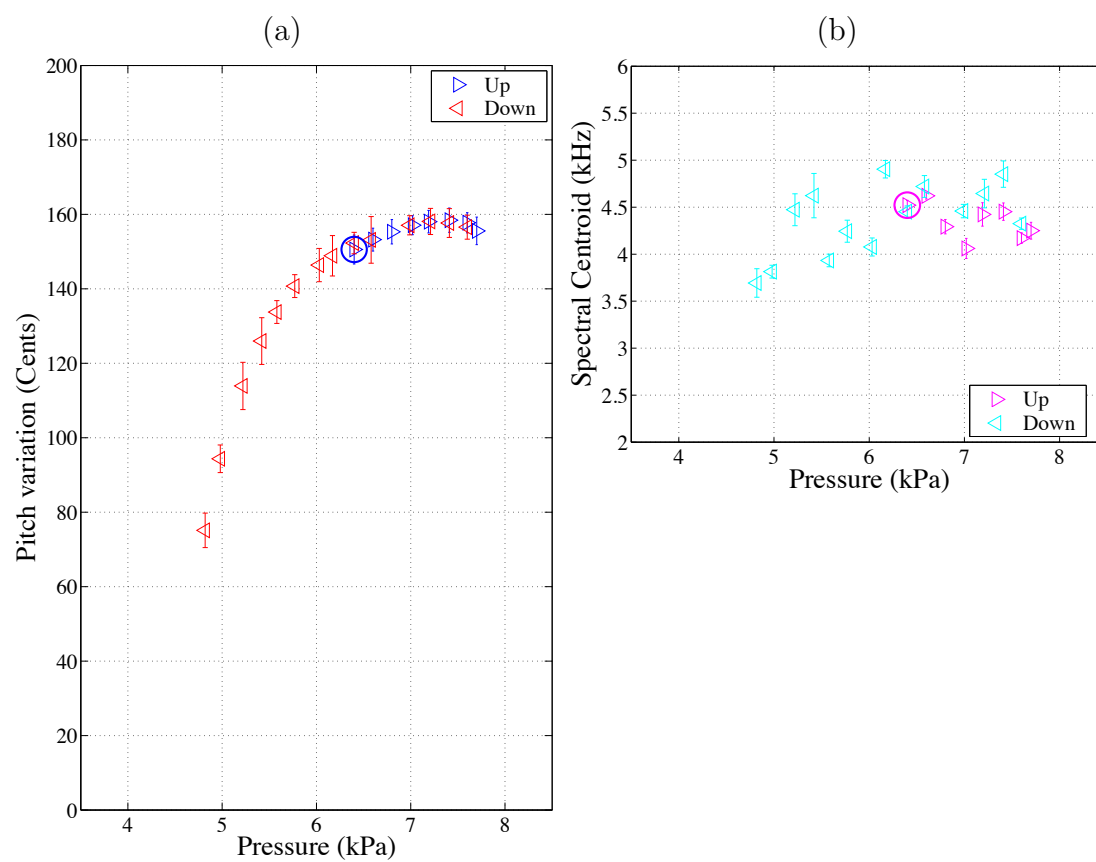 (a)
200
180
160
140
120
100
80
60
40
20
0
Pitch variation (Cents)
Up
Down
4 5 6 7 8
Pressure (kPa)
(b)
6
5.5
5
4.5
4
3.5
3
2.5
2
Spectral Centroid (kHz)
Up
Down
4 5 6 7 8
Pressure (kPa)